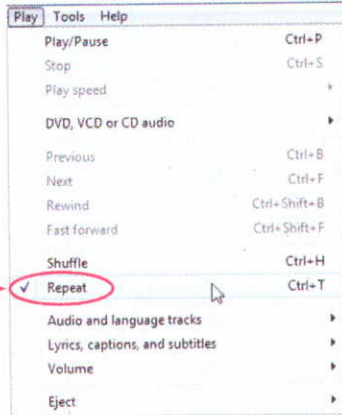 Play Tools Help
Play/Pause Ctrl+P
Stop Ctrl+S
Play speed
DVD, VCD or CD audio
Previous Ctrl+B
Next Ctrl+F
Rewind Ctrl+Shift+B
Fast forward Ctrl+Shift+F
Shuffle Ctrl+H
✓ Repeat Ctrl+T
Audio and language tracks
Lyrics, captions, and subtitles
Volume
Eject